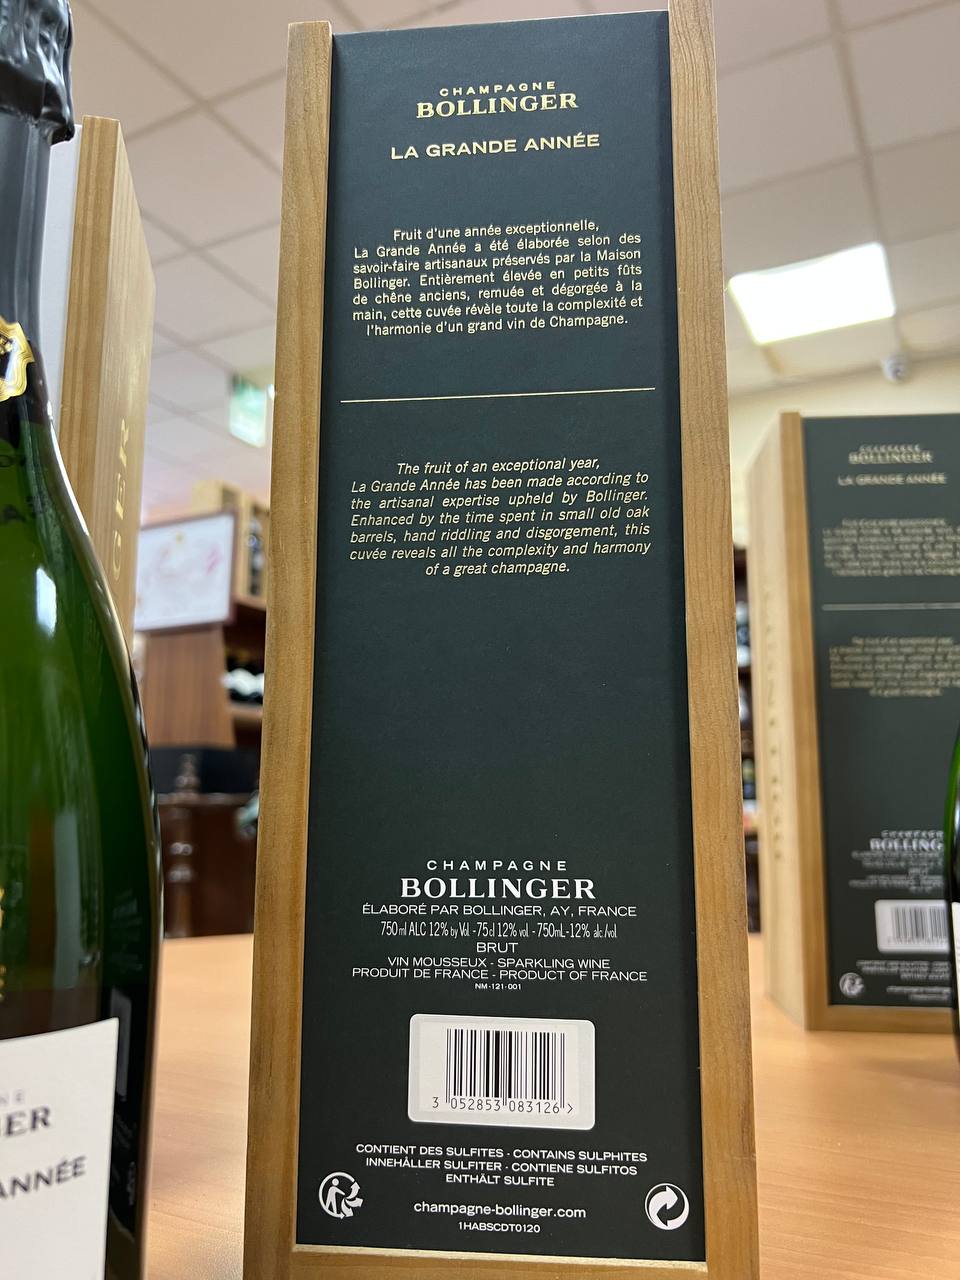 CHAMPAGNE
BOLLINGER
LA GRANDE ANNÉE
Fruit d'une année exceptionnelle,
La Grande Année a été élaborée selon des
savoir-faire artisanaux préservés par la Maison
Bollinger. Entièrement élevée en petits fûts
de chêne anciens, remuée et dégorgée à la
main, cette cuvée révèle toute la complexité et
l'harmonie d'un grand vin de Champagne.
The fruit of an exceptional year,
La Grande Année has been made according to
the artisanal expertise upheld by Bollinger.
Enhanced by the time spent in small old oak
barrels, hand riddling and disgorgement, this
cuvée reveals all the complexity and harmony
of a great champagne.
CHAMPAGNE
BOLLINGER
ÉLABORÉ PAR BOLLINGER, AY, FRANCE
750 ml ALC 12% by Vol. - 75 cl 12% vol. - 750mL-12% alc./vol.
BRUT
VIN MOUSSEUX - SPARKLING WINE
PRODUIT DE FRANCE - PRODUCT OF FRANCE
NM-121-001
3 052853 083126 >
CONTIENT DES SULFITES - CONTAINS SULPHITES
INNEHÅLLER SULFITER - CONTIENE SULFITOS
ENTHÄLT SULFITE
champagne-bollinger.com
1HABSCDT0120
GER
NE
ER
ANNÉE
BOLLINGER
LA GRANDE ANNÉE
BOLLING